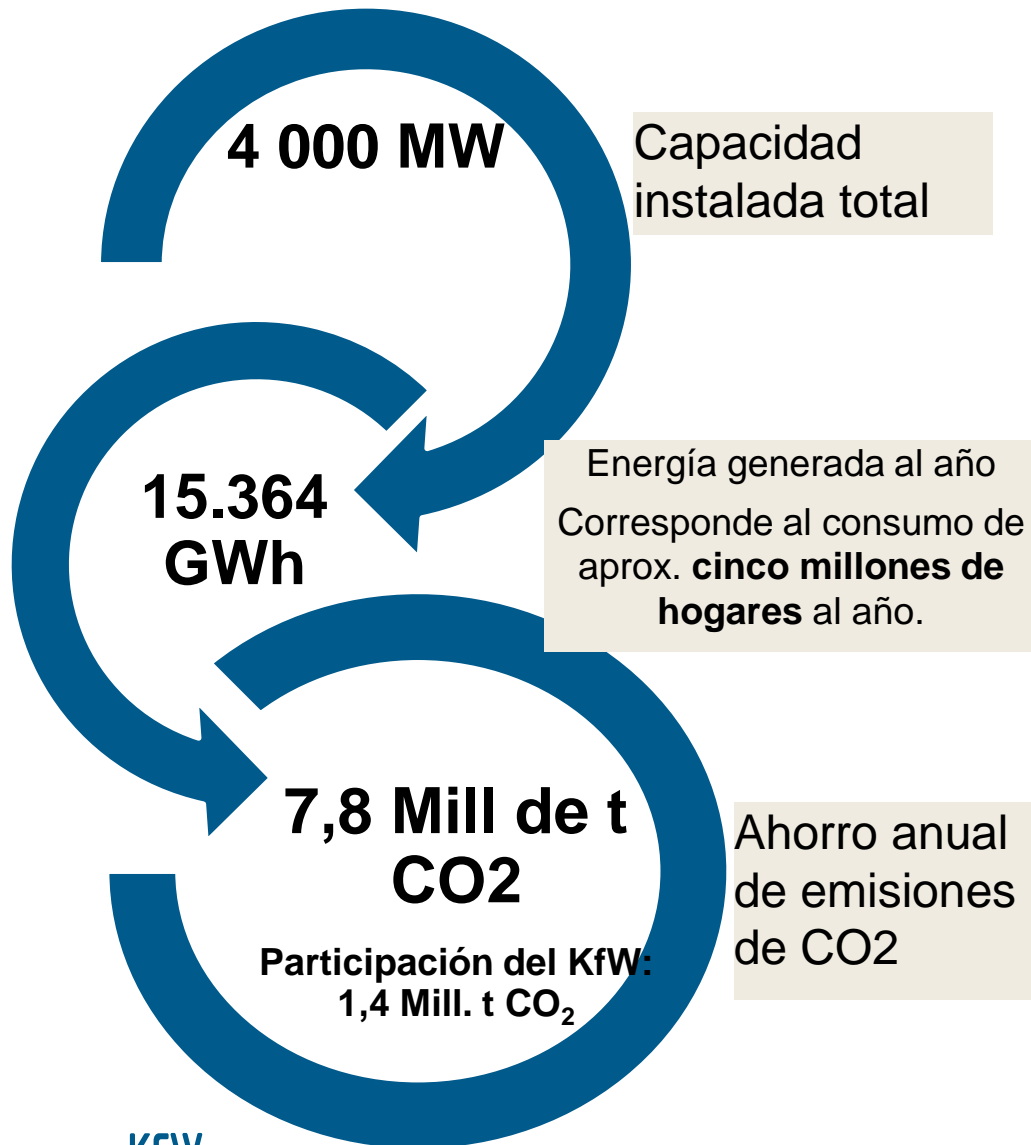 4 000 MW
Capacidad
instalada total
15.364
GWh
Energía generada al año
Corresponde al consumo de
aprox. cinco millones de
hogares al año.
7,8 Mill de t
CO2
Participación del KfW:
1,4 Mill. t CO₂
Ahorro anual
de emisiones
de CO2
KfW